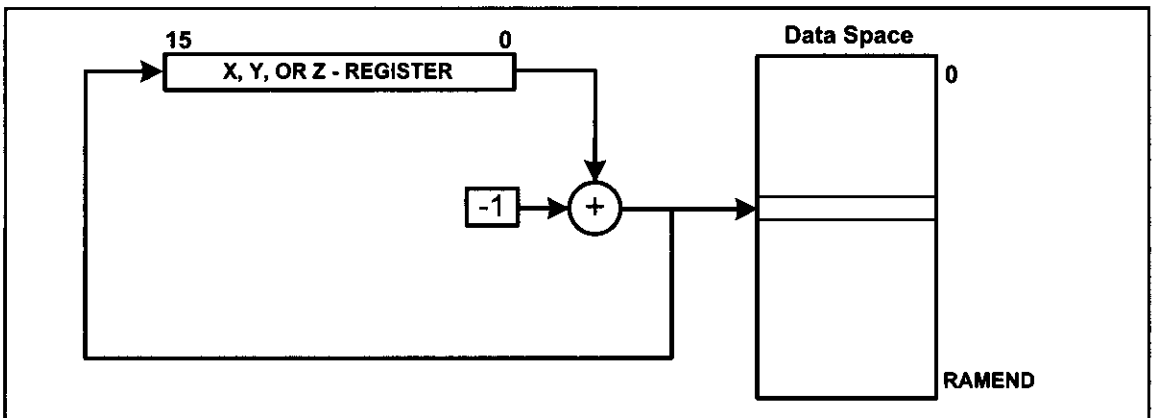 15 0
Data Space
X, Y, OR Z - REGISTER
0
-1
+
RAMEND